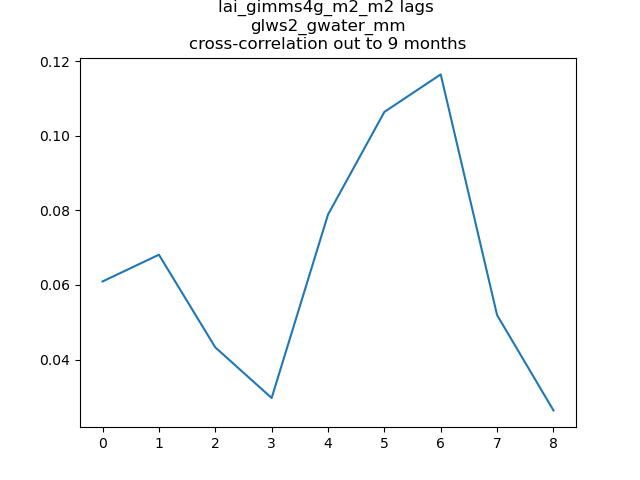 lai_gimms4g_m2_m2 lags
glws2_gwater_mm
cross-correlation out to 9 months
0.12
0.10
0.08
0.06
0.04
0 1 2 3 4 5 6 7 8